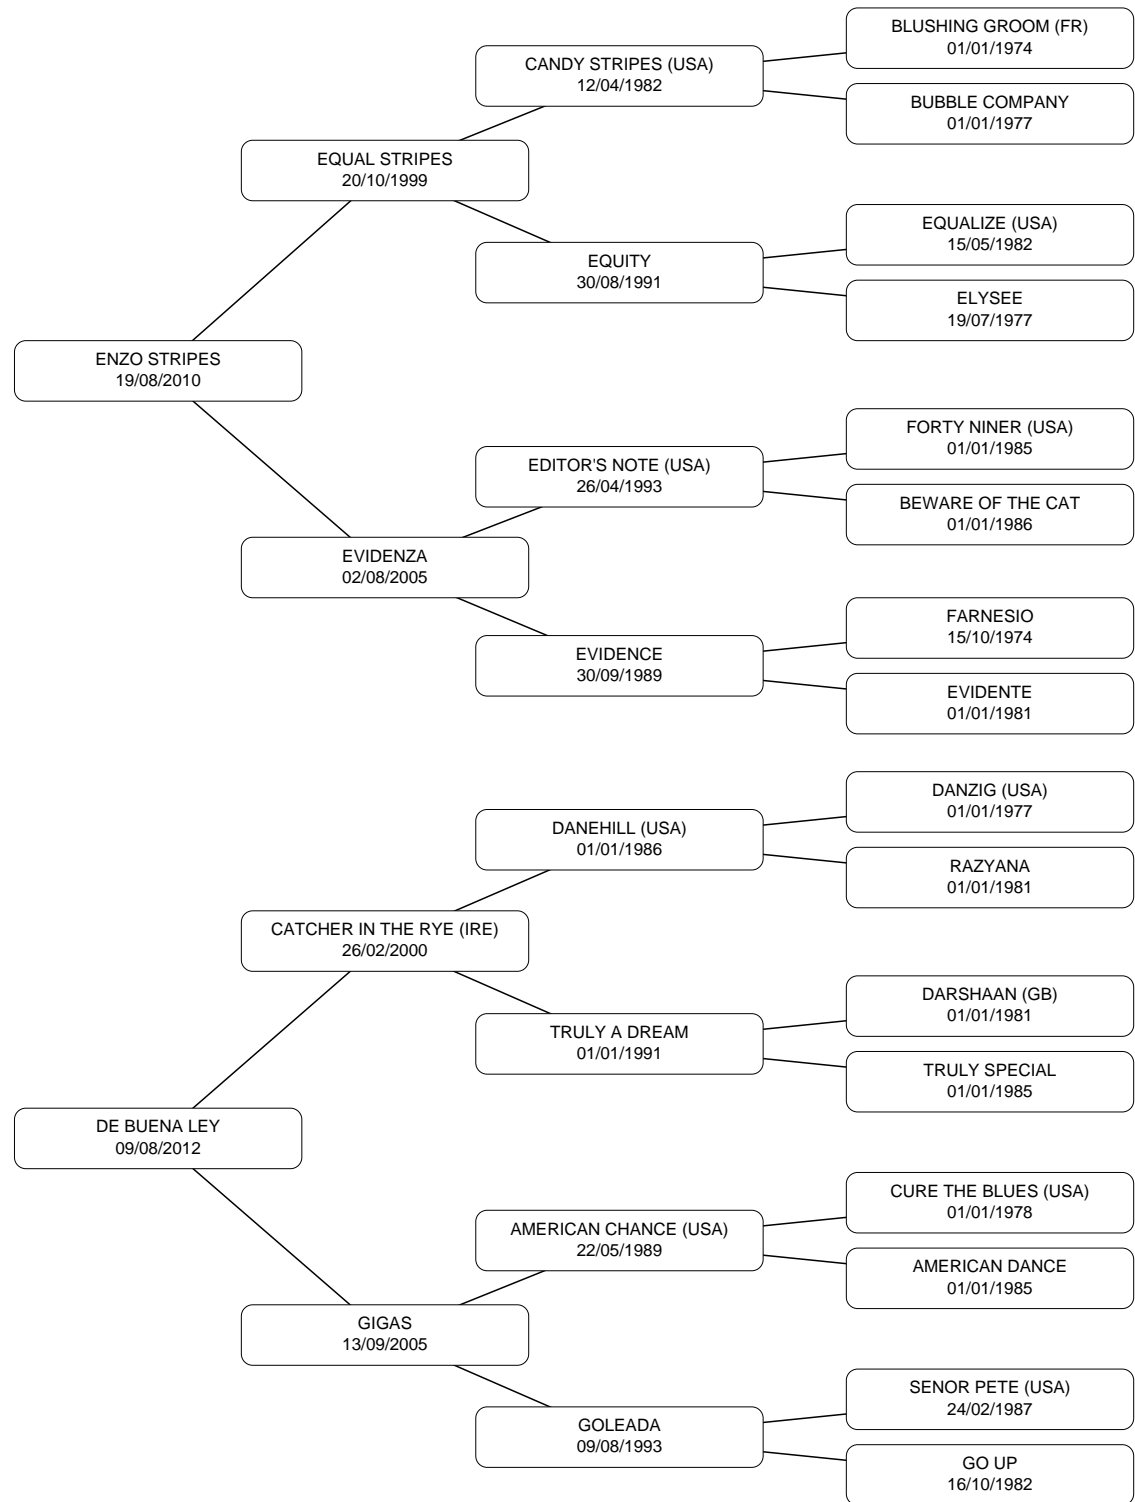 BLUSHING GROOM (FR)
01/01/1974
CANDY STRIPES (USA)
12/04/1982
BUBBLE COMPANY
01/01/1977
EQUAL STRIPES
20/10/1999
EQUALIZE (USA)
15/05/1982
EQUITY
30/08/1991
ELYSEE
19/07/1977
ENZO STRIPES
19/08/2010
FORTY NINER (USA)
01/01/1985
EDITOR'S NOTE (USA)
26/04/1993
BEWARE OF THE CAT
01/01/1986
EVIDENZA
02/08/2005
FARNESIO
15/10/1974
EVIDENCE
30/09/1989
EVIDENTE
01/01/1981
DANZIG (USA)
01/01/1977
DANEHILL (USA)
01/01/1986
RAZYANA
01/01/1981
CATCHER IN THE RYE (IRE)
26/02/2000
DARSHAAN (GB)
01/01/1981
TRULY A DREAM
01/01/1991
TRULY SPECIAL
01/01/1985
DE BUENA LEY
09/08/2012
CURE THE BLUES (USA)
01/01/1978
AMERICAN CHANCE (USA)
22/05/1989
AMERICAN DANCE
01/01/1985
GIGAS
13/09/2005
SENOR PETE (USA)
24/02/1987
GOLEADA
09/08/1993
GO UP
16/10/1982